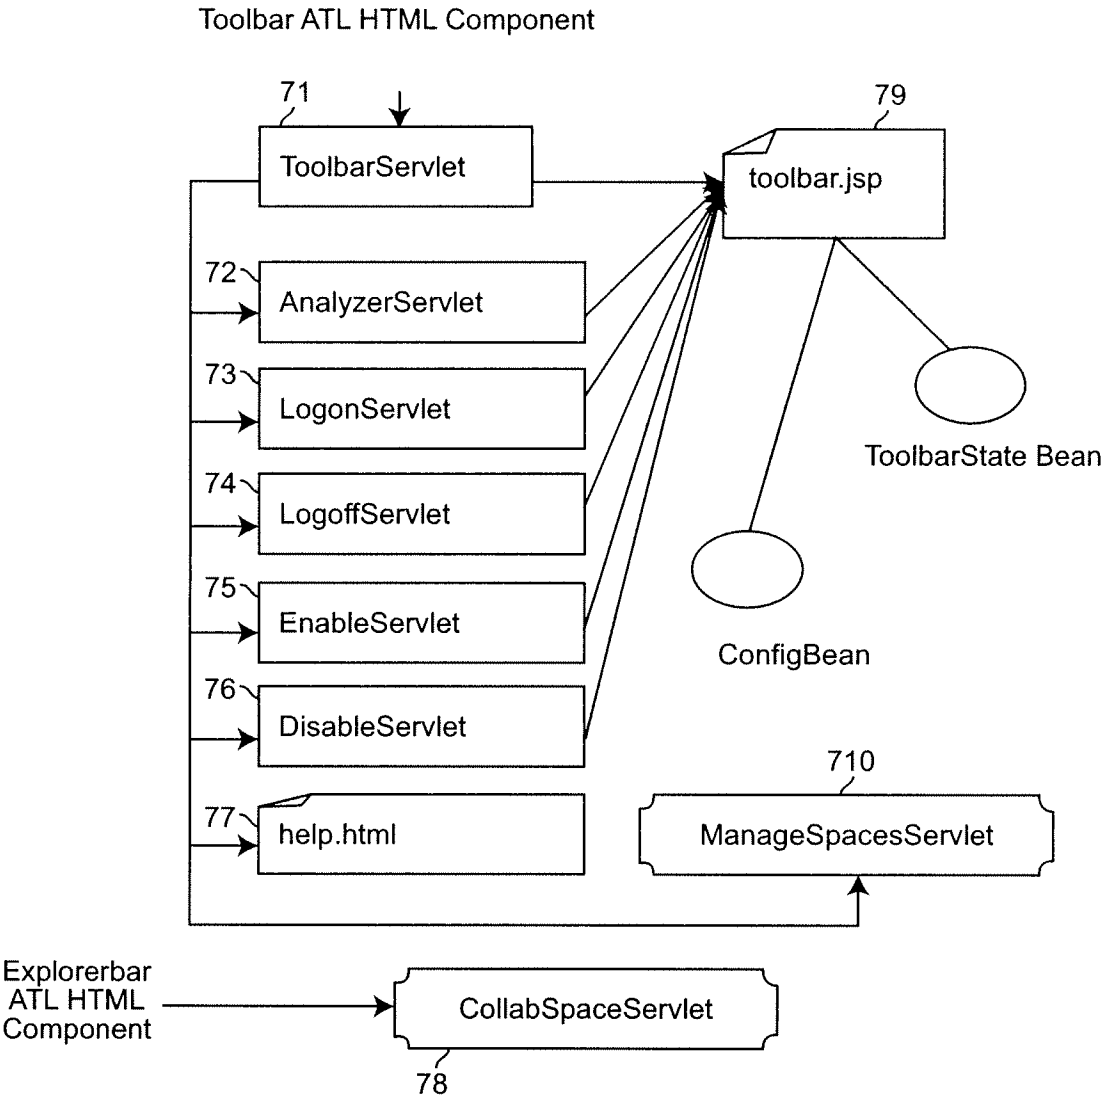 Toolbar ATL HTML Component
71
ToolbarServlet
79
toolbar.jsp
72
AnalyzerServlet
73
LogonServlet
ToolbarState Bean
74
LogoffServlet
75
EnableServlet
ConfigBean
76
DisableServlet
710
77
help.html
ManageSpacesServlet
Explorerbar
ATL HTML
Component
CollabSpaceServlet
78